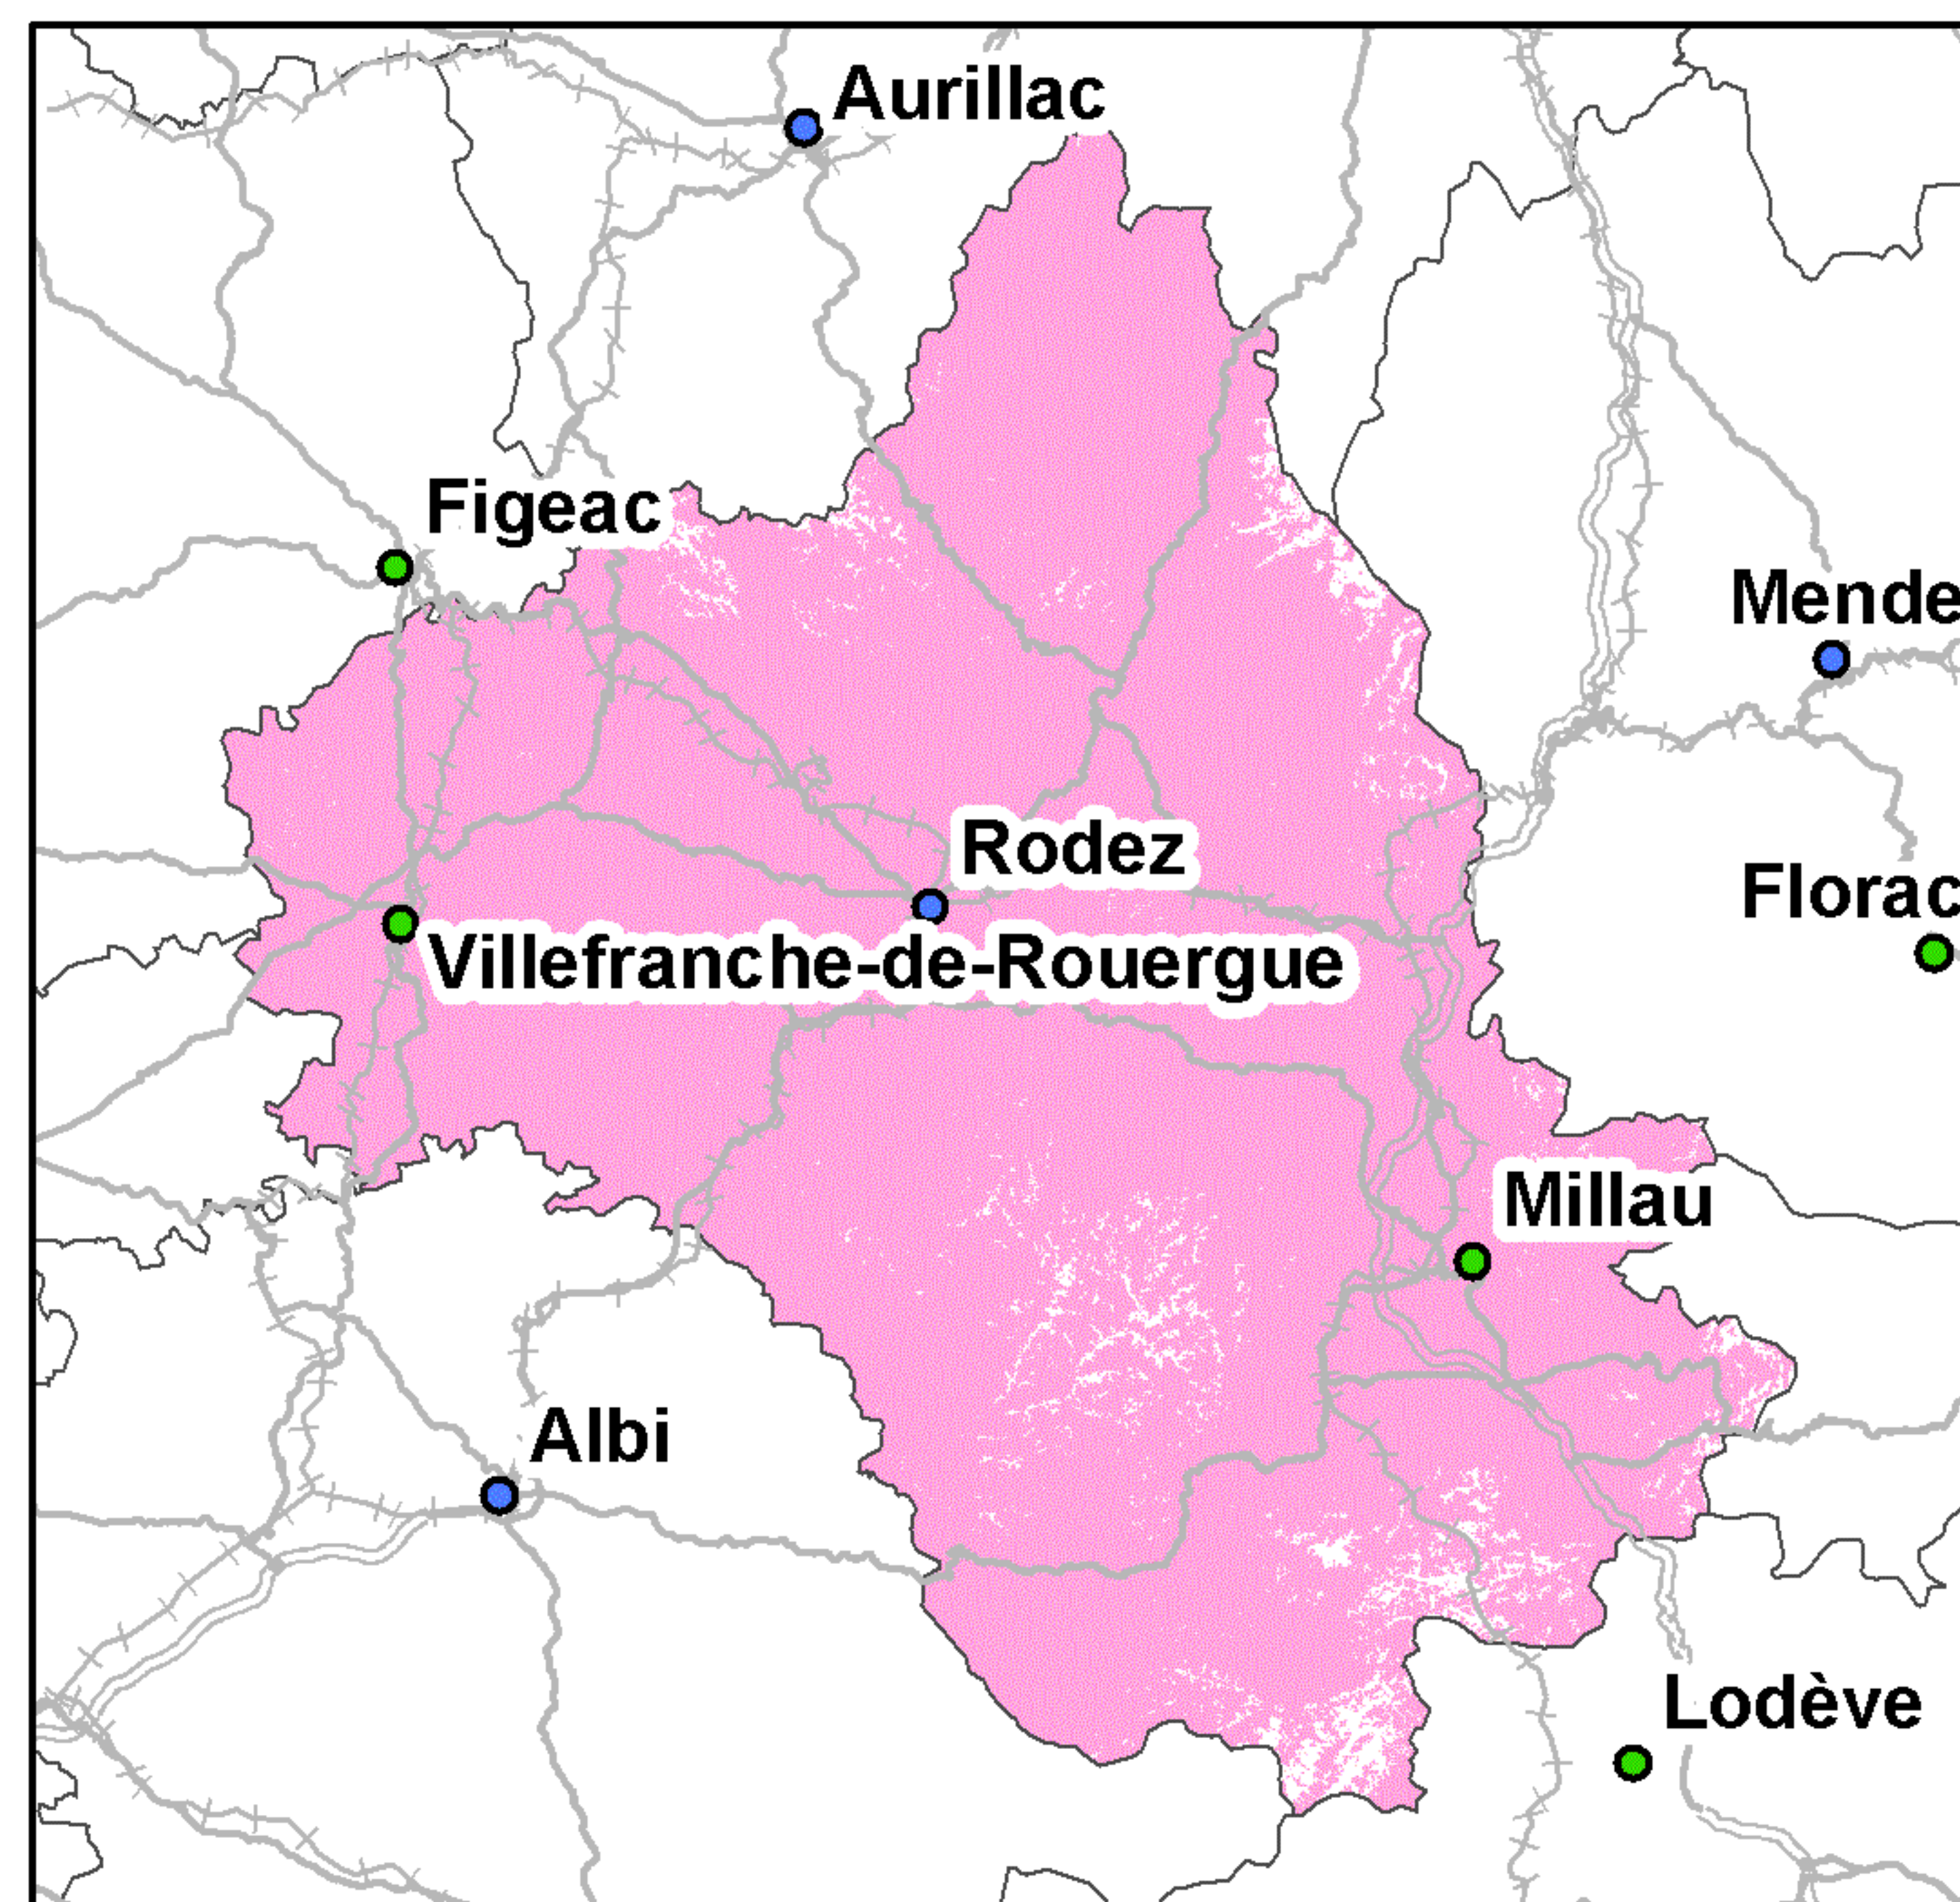 Aurillac
Figeac
Mende
Rodez
Florac
Villefranche-de-Rouergue
Millau
Albi
Lodève